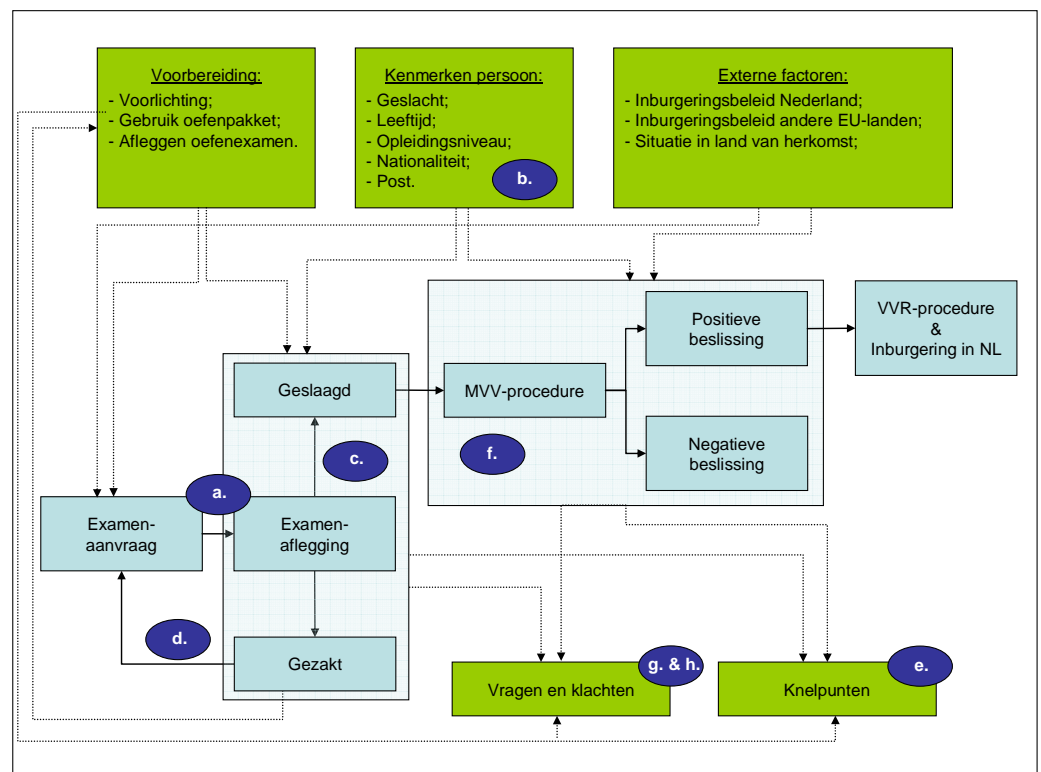 Voorbereiding:
- Voorlichting;
- Gebruik oefenpakket;
- Afleggen oefenexamen.
Kenmerken persoon:
- Geslacht;
- Leeftijd;
- Opleidingsniveau;
- Nationaliteit;
- Post.
b.
Externe factoren:
- Inburgeringsbeleid Nederland;
- Inburgeringsbeleid andere EU-landen;
- Situatie in land van herkomst;
Positieve
beslissing
VVR-procedure
&
Inburgering in NL
Geslaagd
MVV-procedure
Negatieve
beslissing
c.
f.
a.
Examen-
aanvraag
Examen-
aflegging
d.
Gezakt
g. & h.
Vragen en klachten
e.
Knelpunten